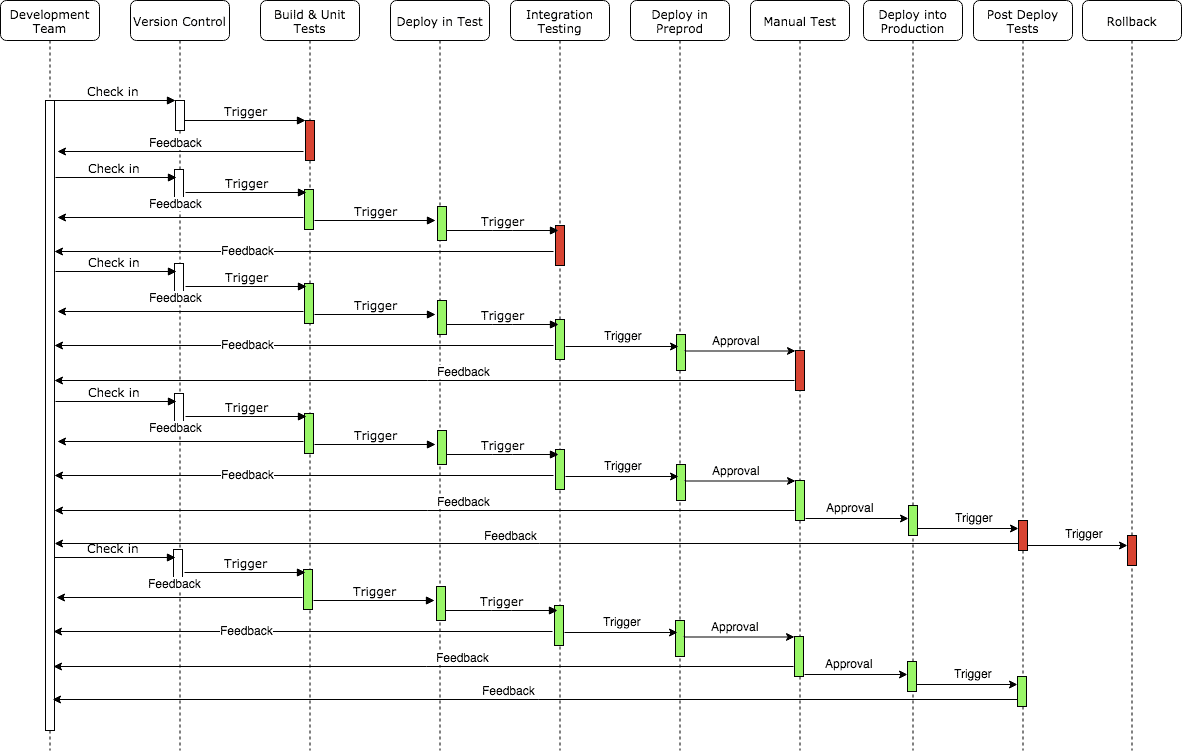 Development
Team
Version Control
Build & Unit
Tests
Deploy in Test
Integration
Testing
Deploy in
Preprod
Manual Test
Deploy into
Production
Post Deploy
Tests
Rollback
Check in
Trigger
Feedback
Check in
Trigger
Feedback
Trigger
Trigger
Feedback
Check in
Trigger
Feedback
Trigger
Trigger
Trigger
Approval
Feedback
Feedback
Check in
Trigger
Feedback
Trigger
Trigger
Trigger
Approval
Feedback
Feedback
Approval
Trigger
Feedback
Trigger
Check in
Trigger
Feedback
Trigger
Trigger
Trigger
Approval
Feedback
Feedback
Approval
Trigger
Feedback